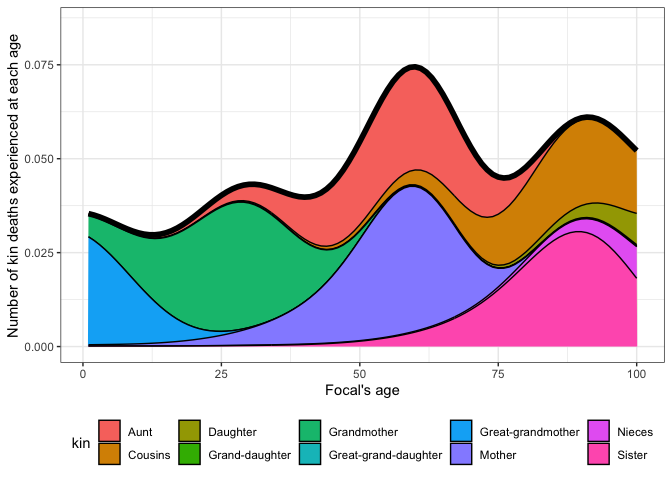 Number of kin deaths experienced at each age
0.075
0.050
0.025
0.000
0 25 50 75 100
Focal's age
kin
Aunt Daughter Grandmother Great-grandmother Nieces
Cousins Grand-daughter Great-grand-daughter Mother Sister